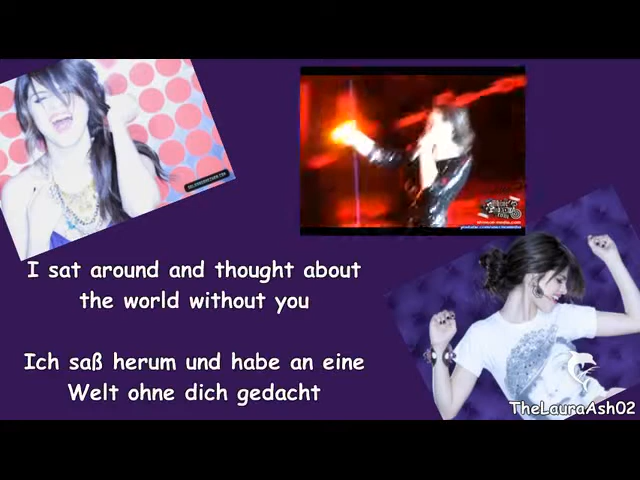 I sat around and thought about
the world without you
Ich saß herum und habe an eine
Welt ohne dich gedacht
TheLauraAsh02